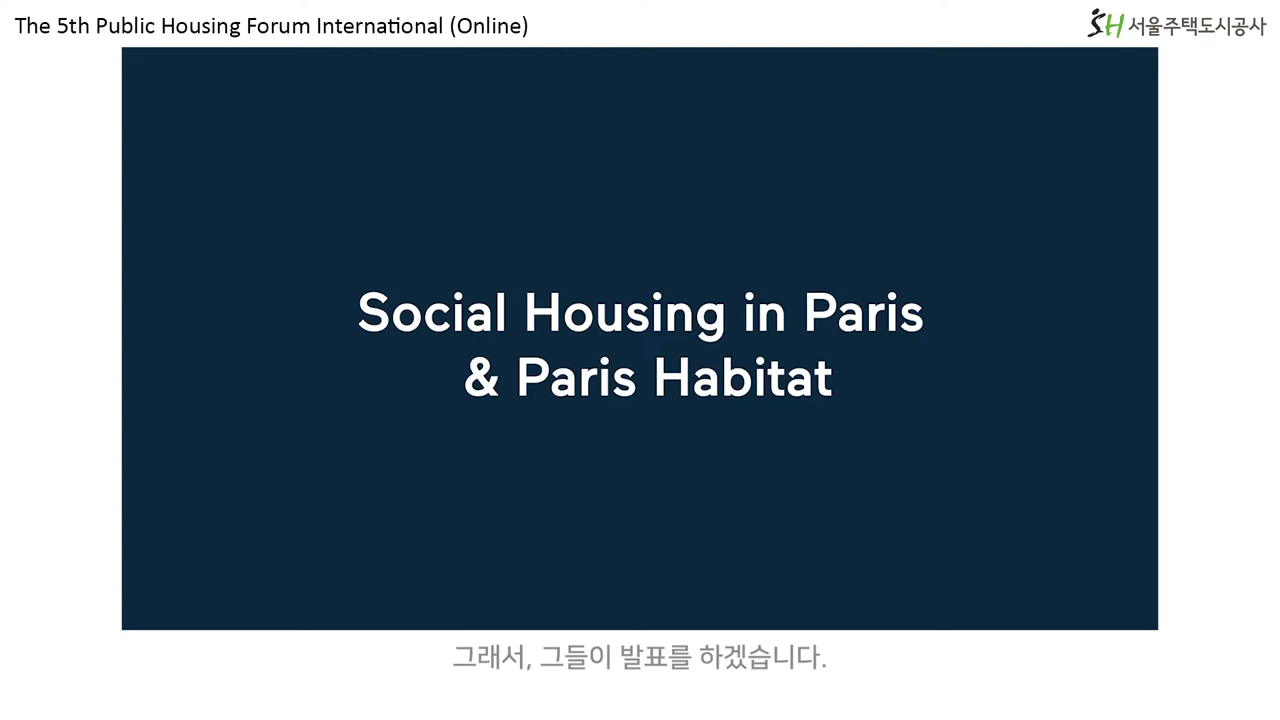 The 5th Public Housing Forum International (Online)
SH 서울주택도시공사
Social Housing in Paris
& Paris Habitat
그래서, 그들이 발표를 하겠습니다.